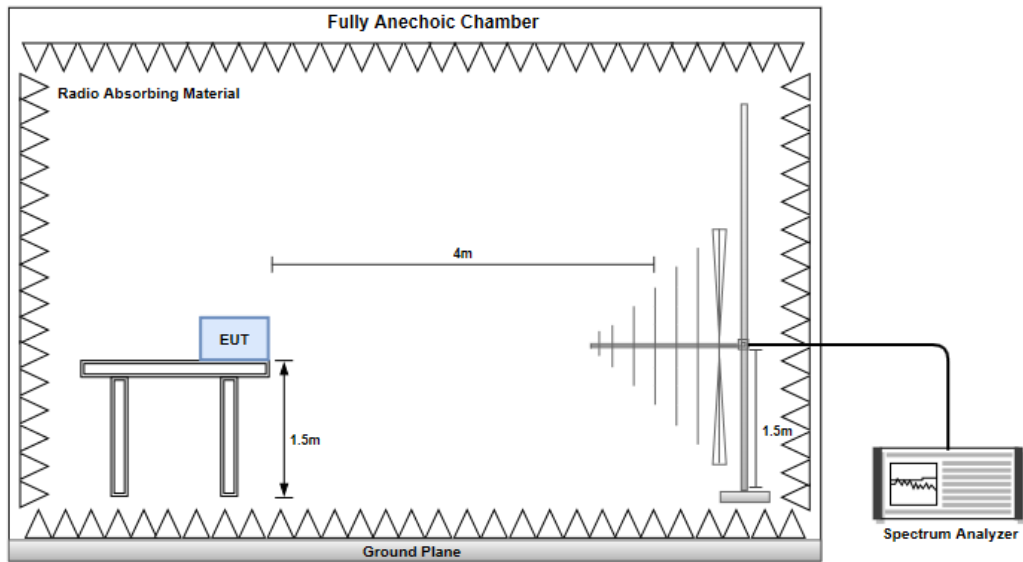 Fully Anechoic Chamber
Radio Absorbing Material
4m
EUT
1.5m
1.5m
Spectrum Analyzer
Ground Plane